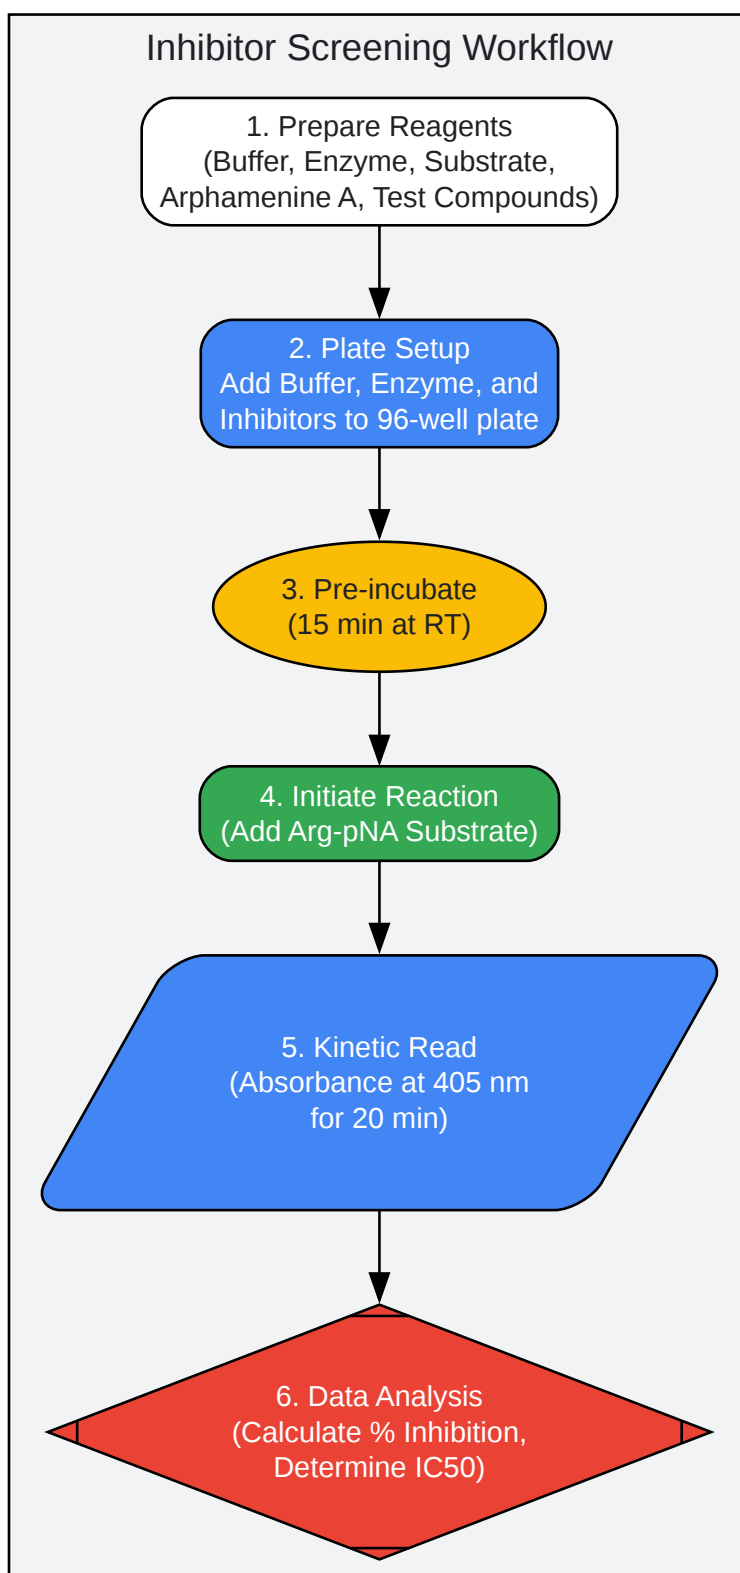 Inhibitor Screening Workflow
1. Prepare Reagents
(Buffer, Enzyme, Substrate,
Arphamenine A, Test Compounds)
2. Plate Setup
Add Buffer, Enzyme, and
Inhibitors to 96-well plate
3. Pre-incubate
(15 min at RT)
4. Initiate Reaction
(Add Arg-pNA Substrate)
5. Kinetic Read
(Absorbance at 405 nm
for 20 min)
6. Data Analysis
(Calculate % Inhibition,
Determine IC50)